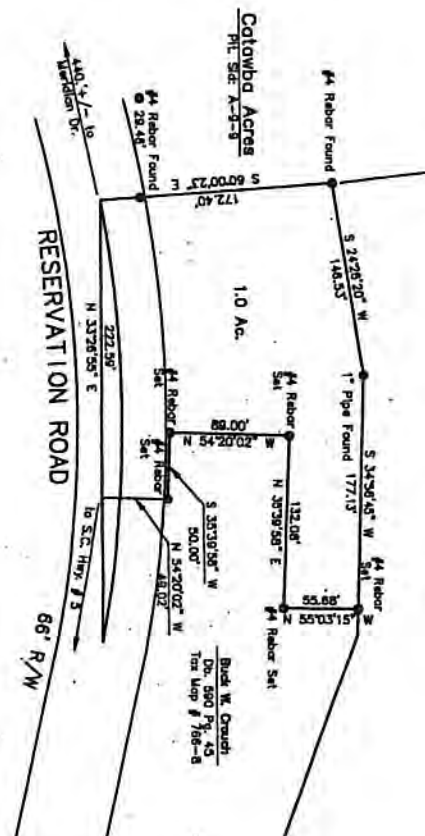 Catawba Acres
Plt. Sld: A-9-9
#4 Rebar Found
S 24°26'20" W
146.53'
1" Pipe Found
S 34°56'45" W
177.13'
#4 Rebar
Set
S 60°00'23" E
172.40'
1.0 Ac.
#4 Rebar
Set
89.00'
N 54°20'02" W
132.08'
N 35°39'58" E
55.68'
N 55°03'15" W
#4 Rebar Set
#4 Rebar Found
@ 29.46'
#4 Rebar
Set
#4 Rebar
Set
S 35°39'58" W
50.00'
N 54°20'02" W
49.02'
Buck W. Crouch
Db. 590 Pg. 45
Tax Map # 766-8
440' +/- to
Meridian Dr.
222.59'
N 33°26'55" E
to S.C. Hwy. # 5
RESERVATION ROAD
66' R/W